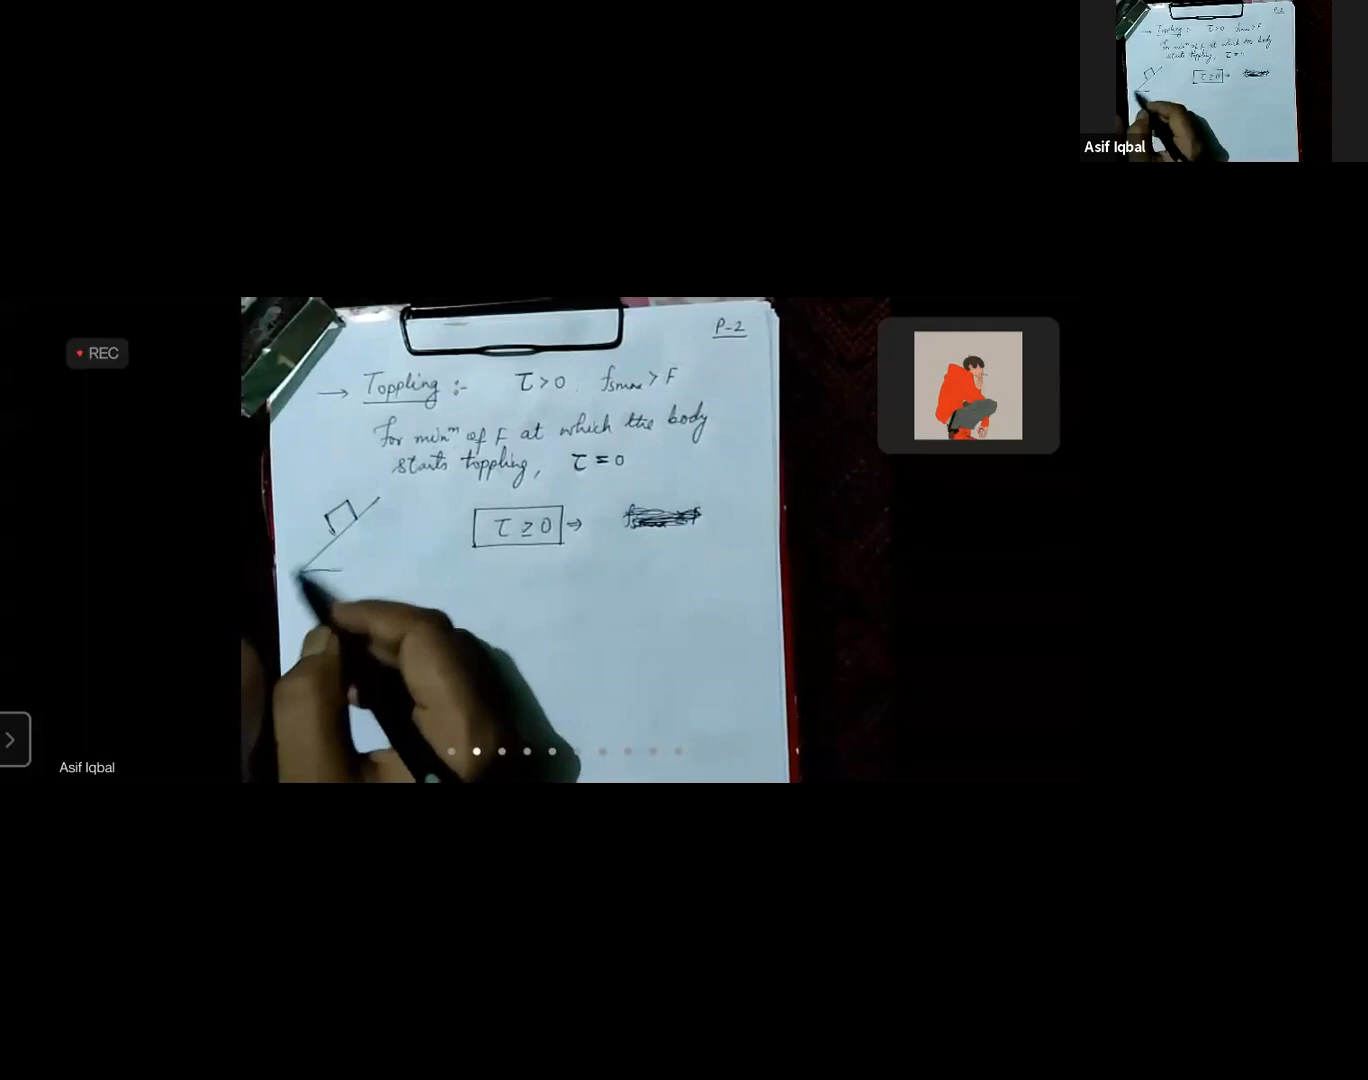 P-2
→ Toppling :- τ > 0 . fsmax > F
For minᵐ of F at which the body
starts toppling, τ = 0
τ ≥ 0 ⇒
REC
Asif Iqbal
Asif Iqbal